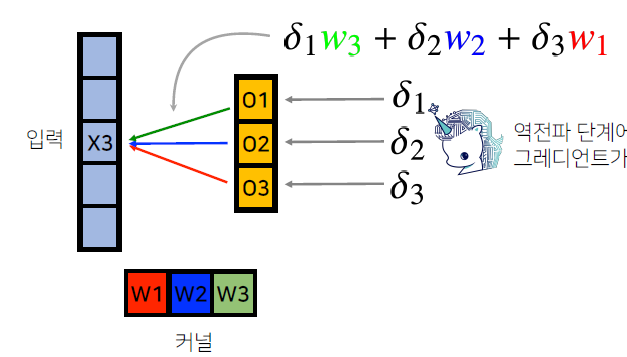 δ₁w₃ + δ₂w₂ + δ₃w₁
입력
X3
O1
O2
O3
δ₁
δ₂
δ₃
역전파 단계에
그레디언트가
W1 W2 W3
커널